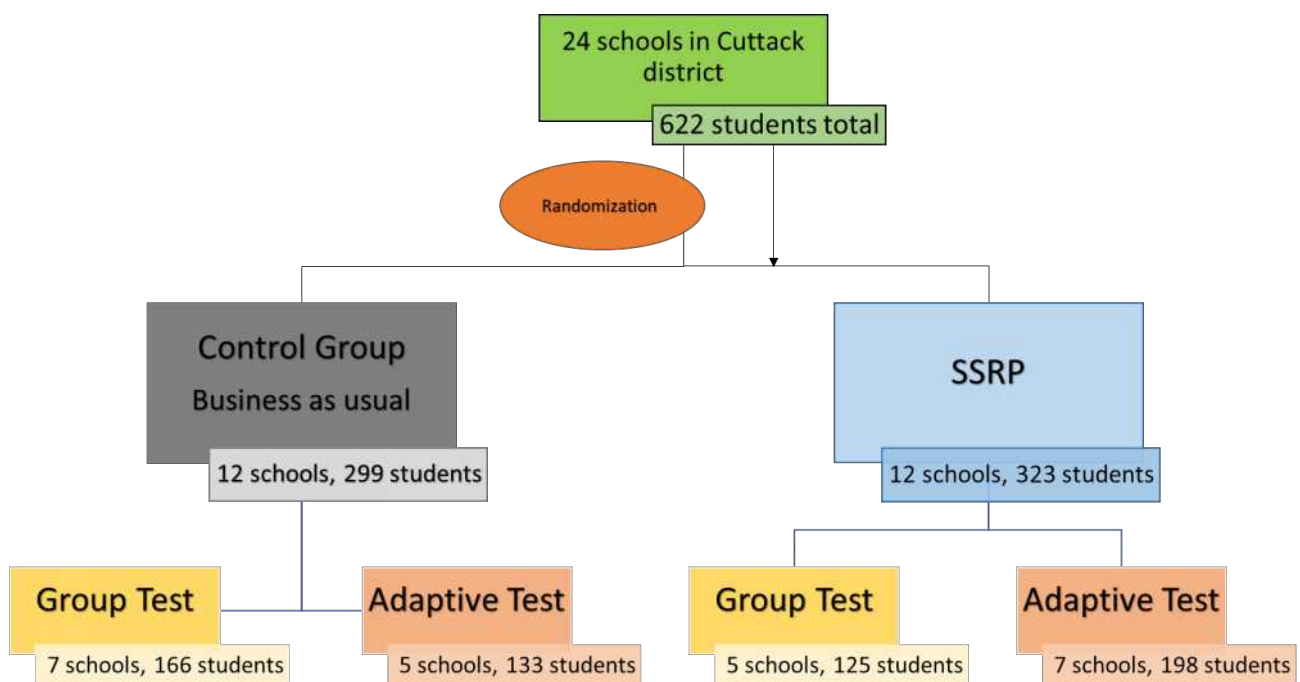 24 schools in Cuttack
district
622 students total
Randomization
Control Group
Business as usual
12 schools, 299 students
SSRP
12 schools, 323 students
Group Test
7 schools, 166 students
Adaptive Test
5 schools, 133 students
Group Test
5 schools, 125 students
Adaptive Test
7 schools, 198 students